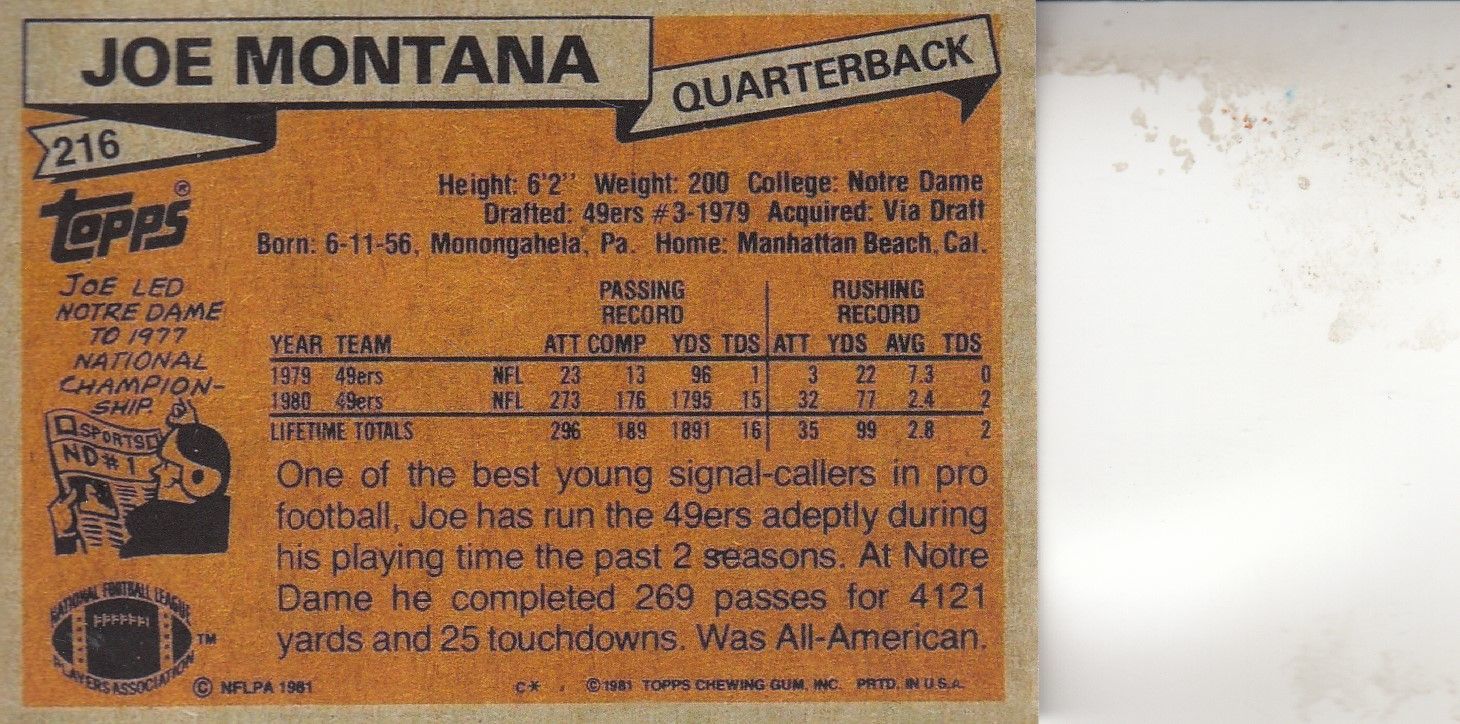 JOE MONTANA
QUARTERBACK
216
topps®
Height: 6'2'' Weight: 200 College: Notre Dame
Drafted: 49ers #3-1979 Acquired: Via Draft
Born: 6-11-56, Monongahela, Pa. Home: Manhattan Beach, Cal.
JOE LED
NOTRE DAME
TO 1977
NATIONAL
CHAMPION-
SHIP.
SPORTS
ND#1
PASSING RUSHING
RECORD RECORD
YEAR TEAM ATT COMP YDS TDS ATT YDS AVG TDS
1979 49ers NFL 23 13 96 1 3 22 7.3 0
1980 49ers NFL 273 176 1795 15 32 77 2.4 2
LIFETIME TOTALS 296 189 1891 16 35 99 2.8 2
One of the best young signal-callers in pro
football, Joe has run the 49ers adeptly during
his playing time the past 2 seasons. At Notre
Dame he completed 269 passes for 4121
yards and 25 touchdowns. Was All-American.
NATIONAL FOOTBALL LEAGUE
PLAYERS ASSOCIATION
TM
© NFLPA 1981 C* ©1981 TOPPS CHEWING GUM, INC. PRTD. IN U.S.A.